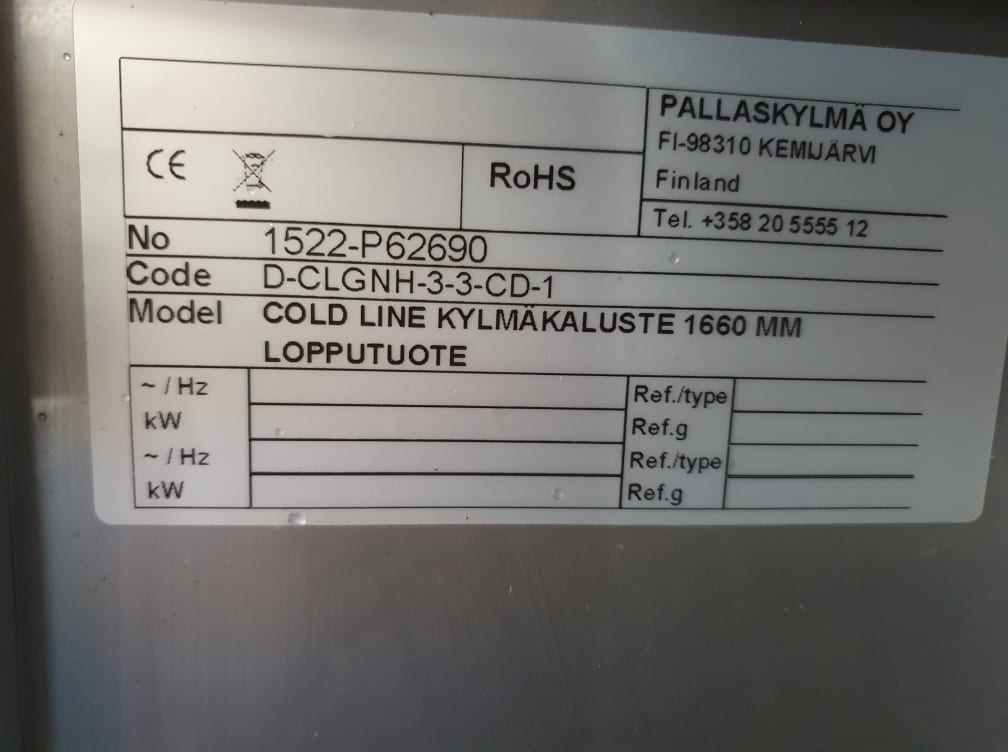 PALLASKYLMÄ OY
FI-98310 KEMIJÄRVI
Finland
Tel. +358 20 5555 12
CE
RoHS
No 1522-P62690
Code D-CLGNH-3-3-CD-1
Model COLD LINE KYLMÄKALUSTE 1660 MM
LOPPUTUOTE
~ / Hz Ref./type
kW Ref.g
~ / Hz Ref./type
kW Ref.g